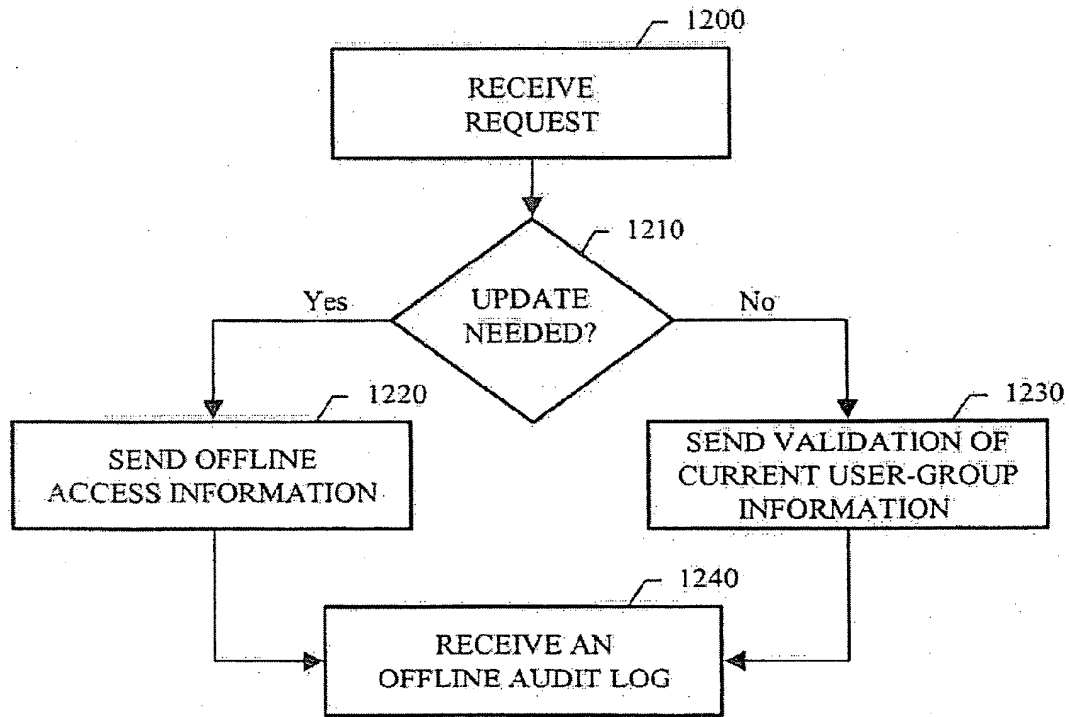 1200
RECEIVE
REQUEST
1210
UPDATE
NEEDED?
Yes
No
1220
SEND OFFLINE
ACCESS INFORMATION
1230
SEND VALIDATION OF
CURRENT USER-GROUP
INFORMATION
1240
RECEIVE AN
OFFLINE AUDIT LOG